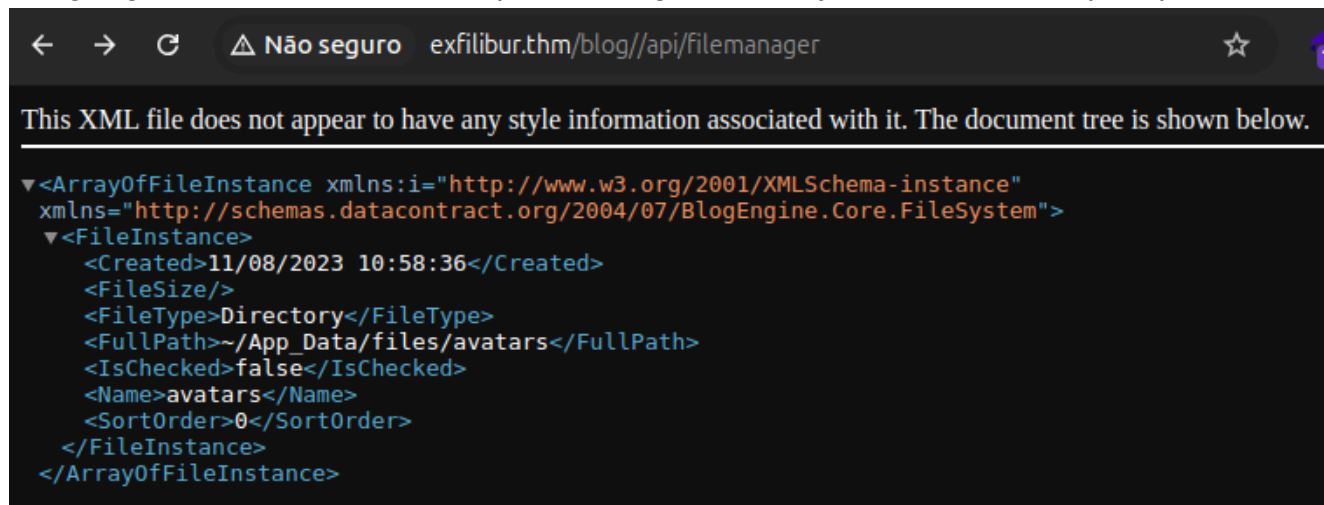 Não seguro exfilibur.thm/blog//api/filemanager
This XML file does not appear to have any style information associated with it. The document tree is shown below.
▼<ArrayOfFileInstance xmlns:i="http://www.w3.org/2001/XMLSchema-instance"
xmlns="http://schemas.datacontract.org/2004/07/BlogEngine.Core.FileSystem">
▼<FileInstance>
<Created>11/08/2023 10:58:36</Created>
<FileSize/>
<FileType>Directory</FileType>
<FullPath>~/App_Data/files/avatars</FullPath>
<IsChecked>false</IsChecked>
<Name>avatars</Name>
<SortOrder>0</SortOrder>
</FileInstance>
</ArrayOfFileInstance>